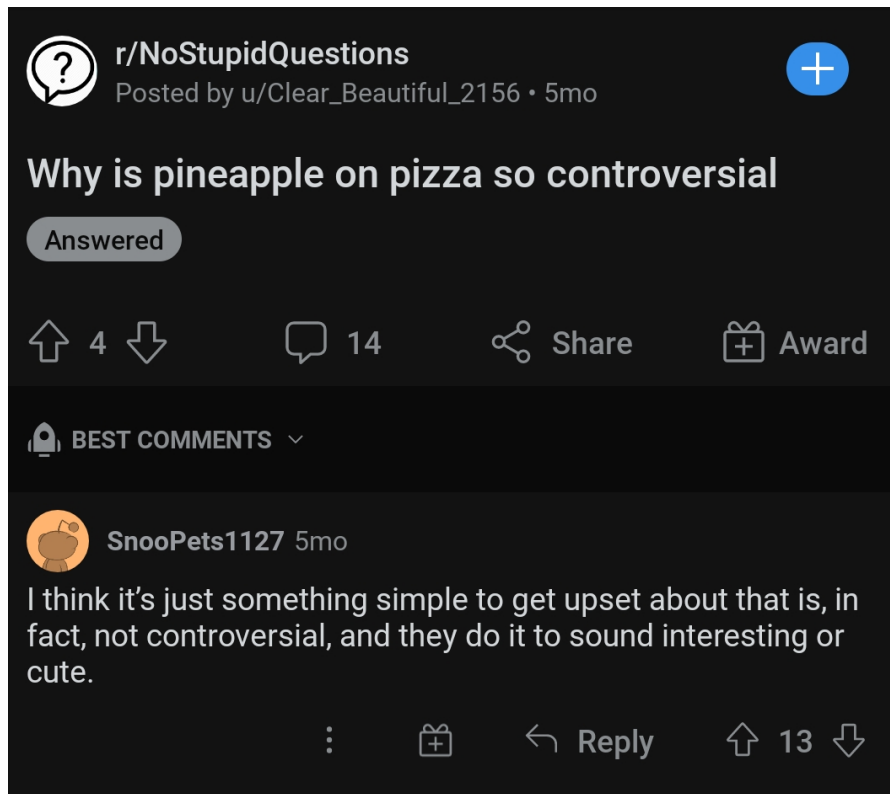 ?
r/NoStupidQuestions
Posted by u/Clear_Beautiful_2156 • 5mo
Why is pineapple on pizza so controversial
Answered
4 14 Share Award
BEST COMMENTS
SnooPets1127 5mo
I think it’s just something simple to get upset about that is, in
fact, not controversial, and they do it to sound interesting or
cute.
Reply 13